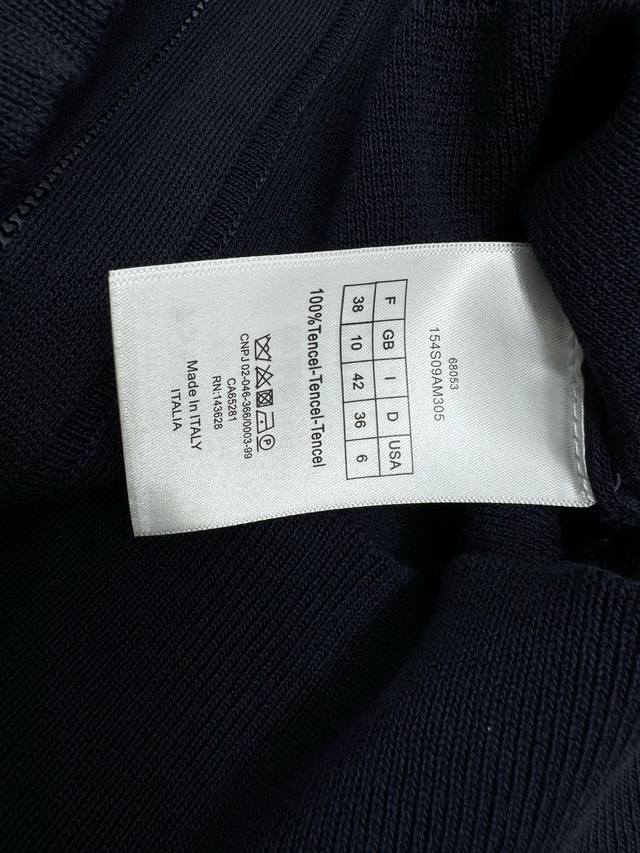 68053
154S09AM305
F GB I D USA
38 10 42 36 6
100%Tencel-Tencel-Tencel
CNPJ 02-046-366/0003-99
CA65281
RN:143628
Made In ITALY
ITALIA